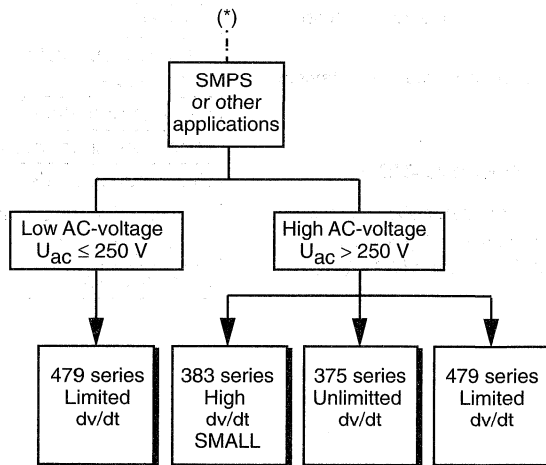 (*)
SMPS
or other
applications
Low AC-voltage
Uac ≤ 250 V
High AC-voltage
Uac > 250 V
479 series
Limited
dv/dt
383 series
High
dv/dt
SMALL
375 series
Unlimitted
dv/dt
479 series
Limited
dv/dt